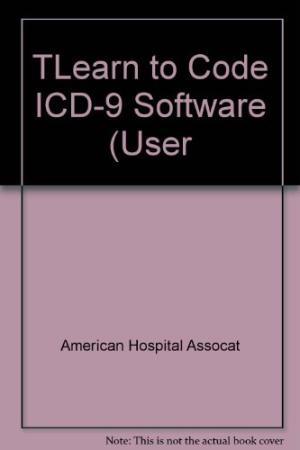 TLearn to Code
ICD-9 Software
(User
American Hospital Assocat
Note: This is not the actual book cover